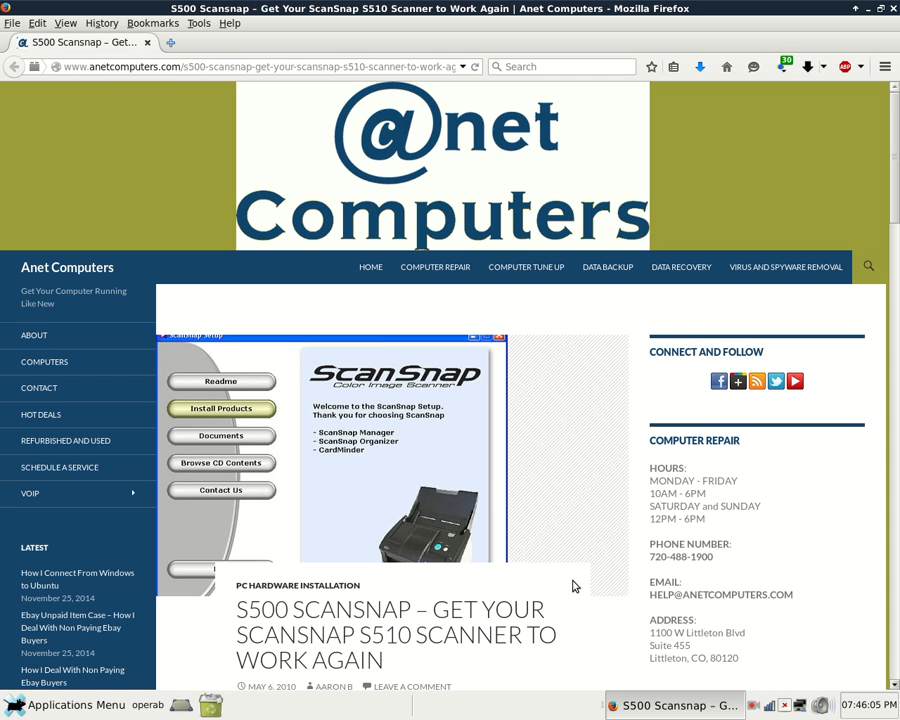 S500 Scansnap – Get Your ScanSnap S510 Scanner to Work Again | Anet Computers - Mozilla Firefox
File Edit View History Bookmarks Tools Help
S500 Scansnap – Get...
www.anetcomputers.com/s500-scansnap-get-your-scansnap-s510-scanner-to-work-ag
Search
30
ABP
@net
Computers
Anet Computers
HOME COMPUTER REPAIR COMPUTER TUNE UP DATA BACKUP DATA RECOVERY VIRUS AND SPYWARE REMOVAL
Get Your Computer Running
Like New
ABOUT
COMPUTERS
CONTACT
HOT DEALS
REFURBISHED AND USED
SCHEDULE A SERVICE
VOIP
LATEST
How I Connect From Windows
to Ubuntu
November 25, 2014
Ebay Unpaid Item Case – How I
Deal With Non Paying Ebay
Buyers
November 25, 2014
How I Deal With Non Paying
Ebay Buyers
ScanSnap Setup
Readme
Install Products
Documents
Browse CD Contents
Contact Us
ScanSnap
Color Image Scanner
Welcome to the ScanSnap Setup.
Thank you for choosing ScanSnap
- ScanSnap Manager
- ScanSnap Organizer
- CardMinder
PC HARDWARE INSTALLATION
S500 SCANSNAP – GET YOUR
SCANSNAP S510 SCANNER TO
WORK AGAIN
MAY 6, 2010 AARON B LEAVE A COMMENT
CONNECT AND FOLLOW
COMPUTER REPAIR
HOURS:
MONDAY - FRIDAY
10AM - 6PM
SATURDAY and SUNDAY
12PM - 6PM
PHONE NUMBER:
720-488-1900
EMAIL:
HELP@ANETCOMPUTERS.COM
ADDRESS:
1100 W Littleton Blvd
Suite 455
Littleton, CO, 80120
Applications Menu operab
S500 Scansnap – G...
07:46:05 PM